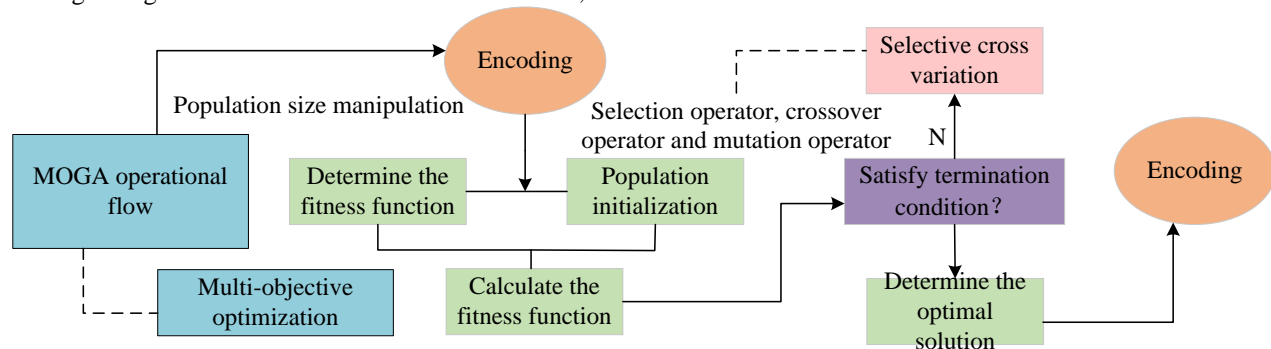 Encoding
Selective cross
variation
Population size manipulation
Selection operator, crossover
operator and mutation operator
N
MOGA operational
flow
Determine the
fitness function
Population
initialization
Satisfy termination
condition？
Encoding
Multi-objective
optimization
Calculate the
fitness function
Determine the
optimal
solution